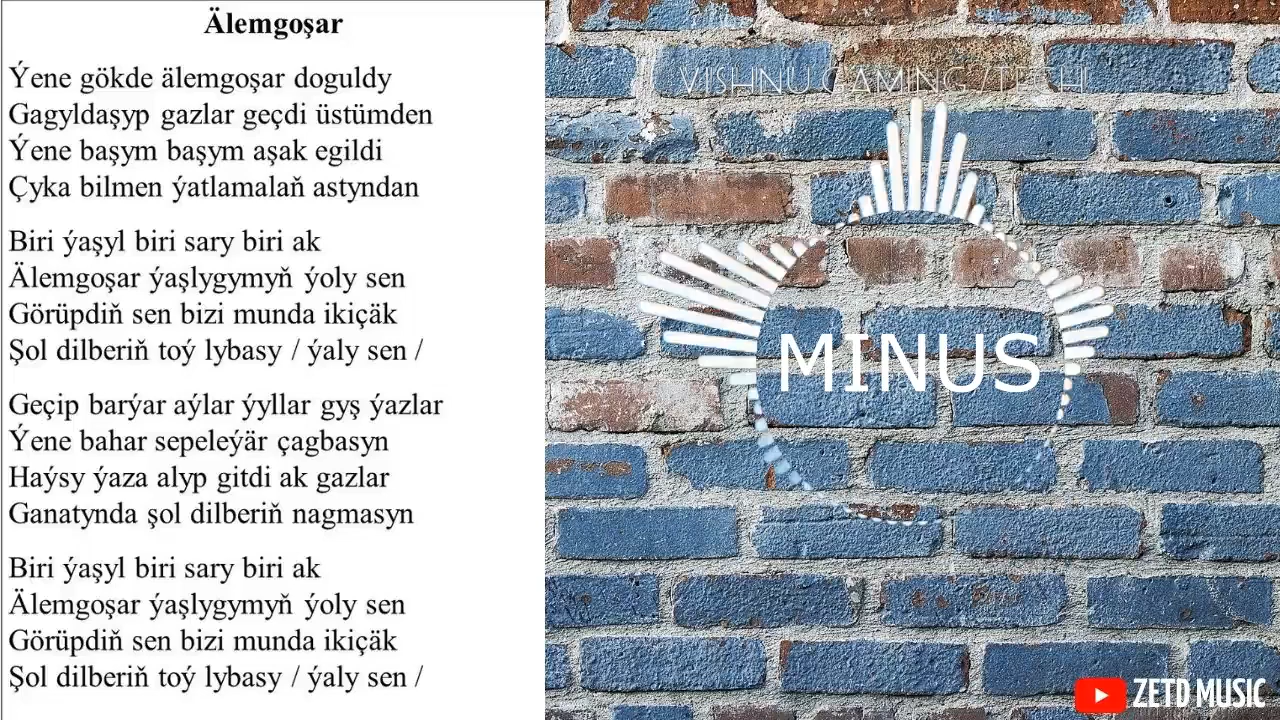 Älemgoşar
Ýene gökde älemgoşar doguldy
Gagyldaşyp gazlar geçdi üstümden
Ýene başym başym aşak egildi
Çyka bilmen ýatlamalaň astyndan
Biri ýaşyl biri sary biri ak
Älemgoşar ýaşlygymyň ýoly sen
Görüpdiň sen bizi munda ikiçäk
Şol dilberiň toý lybasy / ýaly sen /
Geçip barýar aýlar ýyllar gyş ýazlar
Ýene bahar sepeleýär çagbasyn
Haýsy ýaza alyp gitdi ak gazlar
Ganatynda şol dilberiň nagmasyn
Biri ýaşyl biri sary biri ak
Älemgoşar ýaşlygymyň ýoly sen
Görüpdiň sen bizi munda ikiçäk
Şol dilberiň toý lybasy / ýaly sen /
VISHNU GAMING /TECH
MINUS
ZETD MUSIC